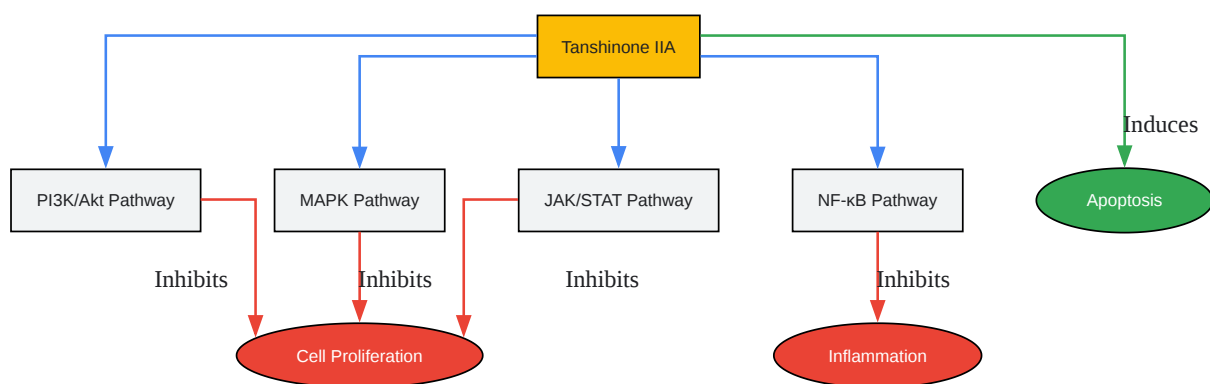 Tanshinone IIA
Induces
PI3K/Akt Pathway
MAPK Pathway
JAK/STAT Pathway
NF-κB Pathway
Apoptosis
Inhibits
Inhibits
Inhibits
Inhibits
Cell Proliferation
Inflammation